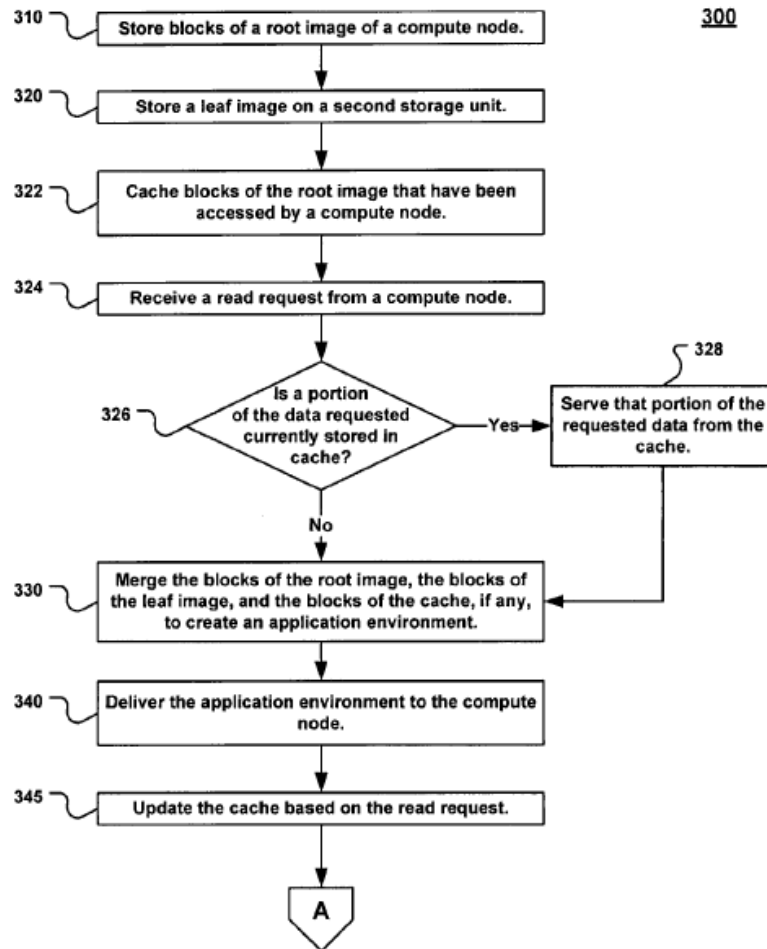 300
310
Store blocks of a root image of a compute node.
320
Store a leaf image on a second storage unit.
322
Cache blocks of the root image that have been
accessed by a compute node.
324
Receive a read request from a compute node.
326
Is a portion
of the data requested
currently stored in
cache?
Yes
328
Serve that portion of the
requested data from the
cache.
No
330
Merge the blocks of the root image, the blocks of
the leaf image, and the blocks of the cache, if any,
to create an application environment.
340
Deliver the application environment to the compute
node.
345
Update the cache based on the read request.
A